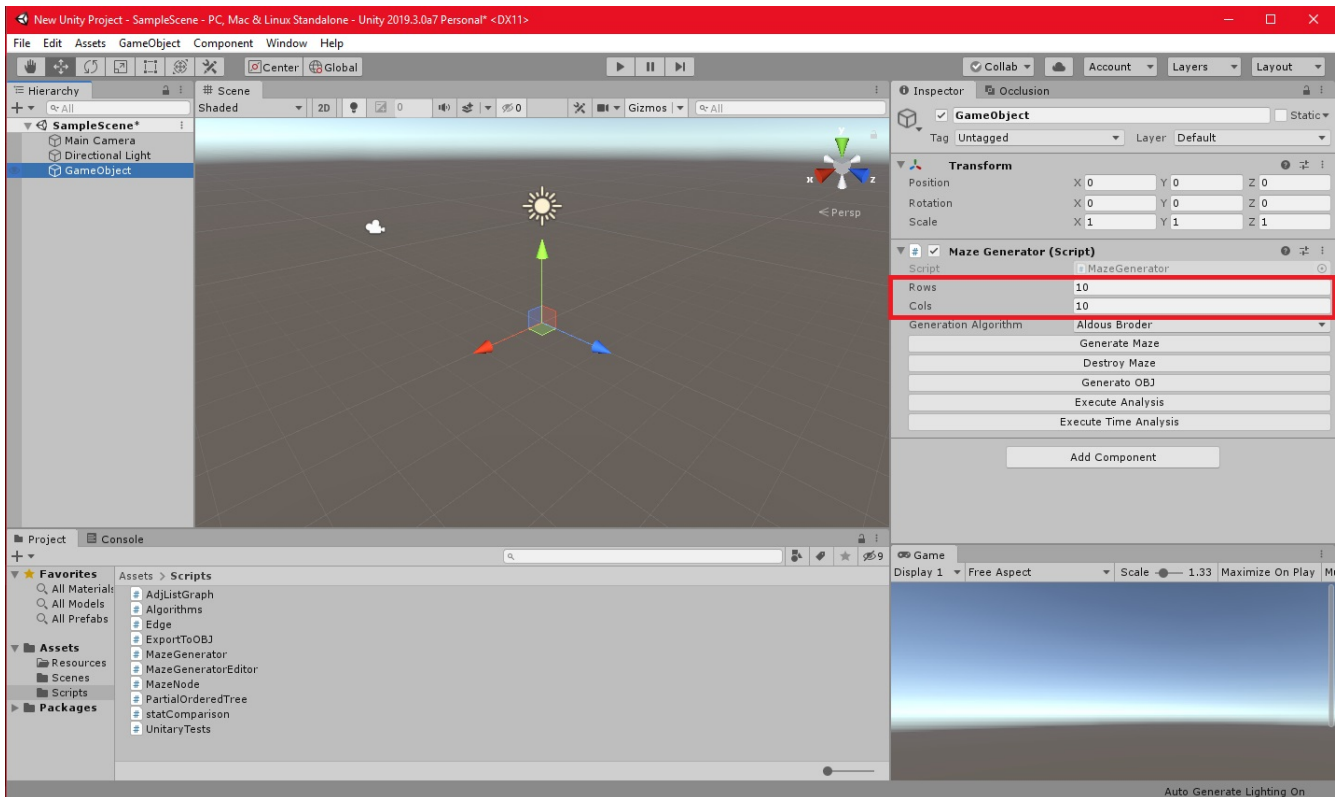 New Unity Project - SampleScene - PC, Mac & Linux Standalone - Unity 2019.3.0a7 Personal* <DX11>
File Edit Assets GameObject Component Window Help
Center Global Collab Account Layers Layout
Hierarchy
All
SampleScene*
Main Camera
Directional Light
GameObject
Scene
Shaded 2D 0 0 Gizmos All
y
x z
Persp
Inspector Occlusion
GameObject Static
Tag Untagged Layer Default
Transform
Position X 0 Y 0 Z 0
Rotation X 0 Y 0 Z 0
Scale X 1 Y 1 Z 1
Maze Generator (Script)
Script MazeGenerator
Rows 10
Cols 10
Generation Algorithm Aldous Broder
Generate Maze
Destroy Maze
Generato OBJ
Execute Analysis
Execute Time Analysis
Add Component
Project Console
9
Favorites
All Materials
All Models
All Prefabs
Assets
Resources
Scenes
Scripts
Packages
Assets > Scripts
AdjListGraph
Algorithms
Edge
ExportToOBJ
MazeGenerator
MazeGeneratorEditor
MazeNode
PartialOrderedTree
statComparison
UnitaryTests
Game
Display 1 Free Aspect Scale 1.33 Maximize On Play
Auto Generate Lighting On